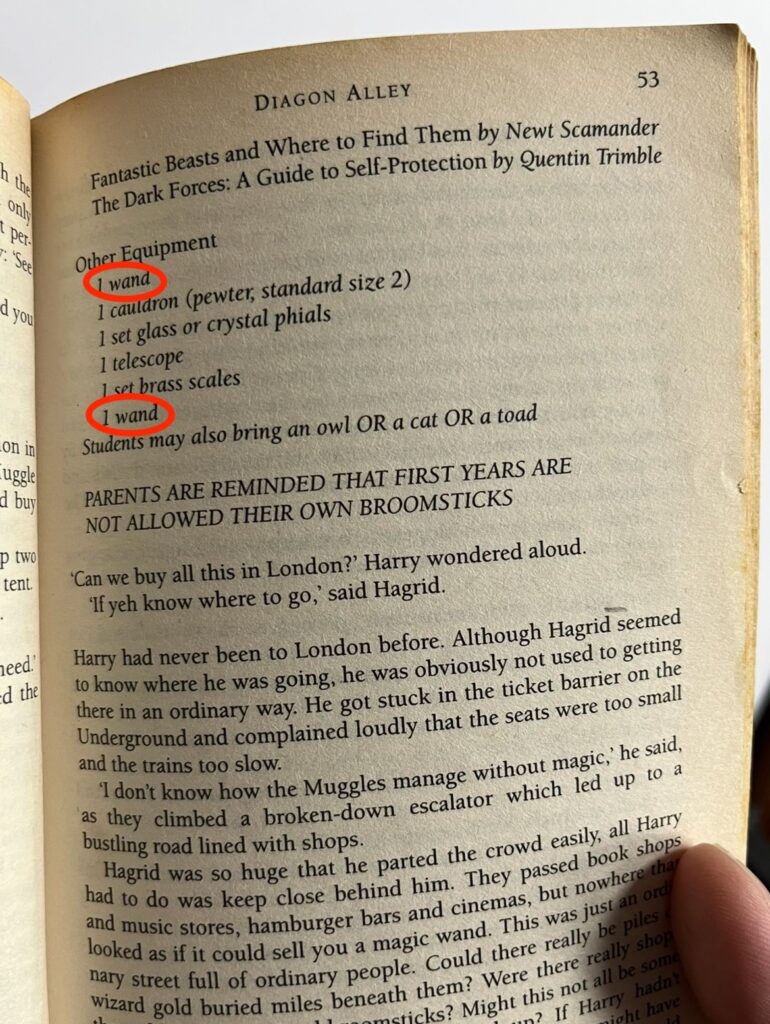 DIAGON ALLEY
53
Fantastic Beasts and Where to Find Them by Newt Scamander
The Dark Forces: A Guide to Self-Protection by Quentin Trimble
Other Equipment
1 wand
1 cauldron (pewter, standard size 2)
1 set glass or crystal phials
1 telescope
1 set brass scales
1 wand
Students may also bring an owl OR a cat OR a toad
PARENTS ARE REMINDED THAT FIRST YEARS ARE
NOT ALLOWED THEIR OWN BROOMSTICKS
‘Can we buy all this in London?’ Harry wondered aloud.
‘If yeh know where to go,’ said Hagrid.
Harry had never been to London before. Although Hagrid seemed
to know where he was going, he was obviously not used to getting
there in an ordinary way. He got stuck in the ticket barrier on the
Underground and complained loudly that the seats were too small
and the trains too slow.
‘I don’t know how the Muggles manage without magic,’ he said,
as they climbed a broken-down escalator which led up to a
bustling road lined with shops.
Hagrid was so huge that he parted the crowd easily, all Harry
had to do was keep close behind him. They passed book shops
and music stores, hamburger bars and cinemas, but nowhere that
looked as if it could sell you a magic wand. This was just an
nary street full of ordinary people. Could there really be piles
wizard gold buried miles beneath them? Were there really
broomsticks? Might this not all be some
If Harry hadn’t
might have